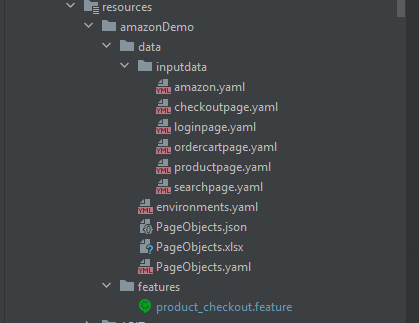 resources
amazonDemo
data
inputdata
amazon.yaml
checkoutpage.yaml
loginpage.yaml
ordercartpage.yaml
productpage.yaml
searchpage.yaml
environments.yaml
PageObjects.json
PageObjects.xlsx
PageObjects.yaml
features
product_checkout.feature